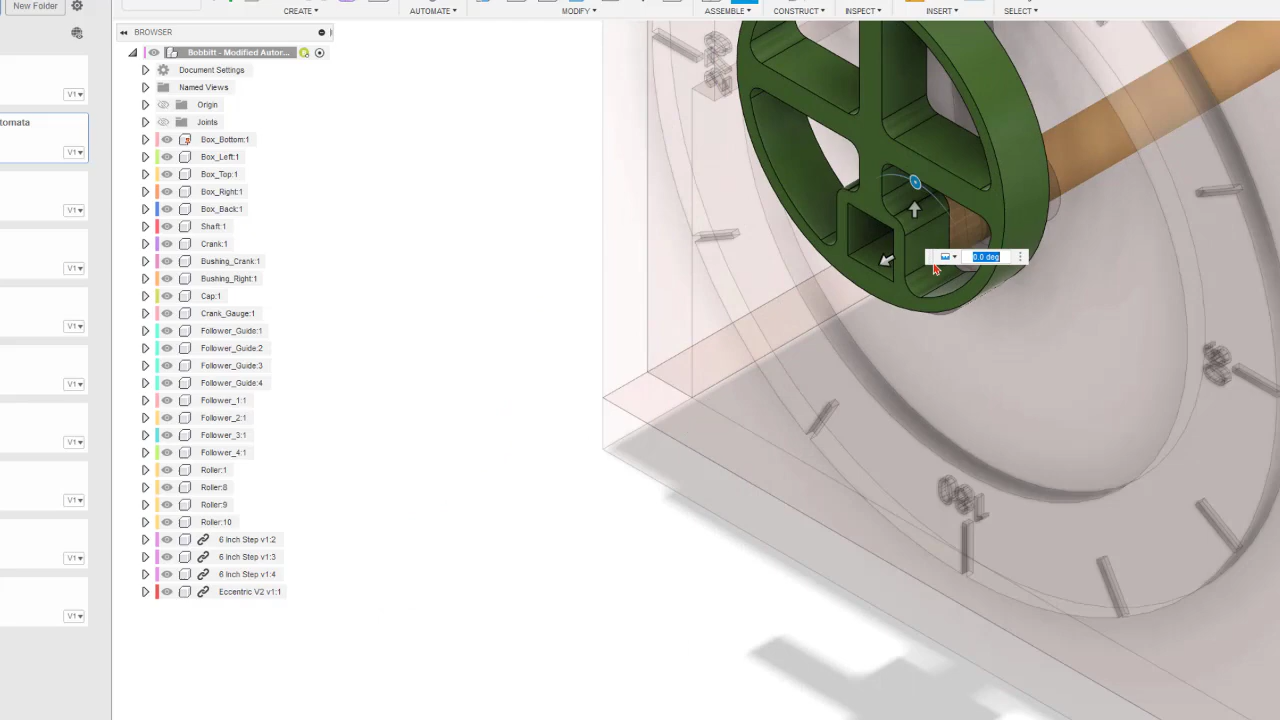 New Folder
CREATE
AUTOMATE
MODIFY
ASSEMBLE
CONSTRUCT
INSPECT
INSERT
SELECT
BROWSER
Bobbitt - Modified Autor...
Document Settings
Named Views
Origin
Joints
Box_Bottom:1
Box_Left:1
Box_Top:1
Box_Right:1
Box_Back:1
Shaft:1
Crank:1
Bushing_Crank:1
Bushing_Right:1
Cap:1
Crank_Gauge:1
Follower_Guide:1
Follower_Guide:2
Follower_Guide:3
Follower_Guide:4
Follower_1:1
Follower_2:1
Follower_3:1
Follower_4:1
Roller:1
Roller:8
Roller:9
Roller:10
6 Inch Step v1:2
6 Inch Step v1:3
6 Inch Step v1:4
Eccentric V2 v1:1
V1
tomata
V1
V1
V1
V1
V1
V1
V1
V1
V1
0.0 deg